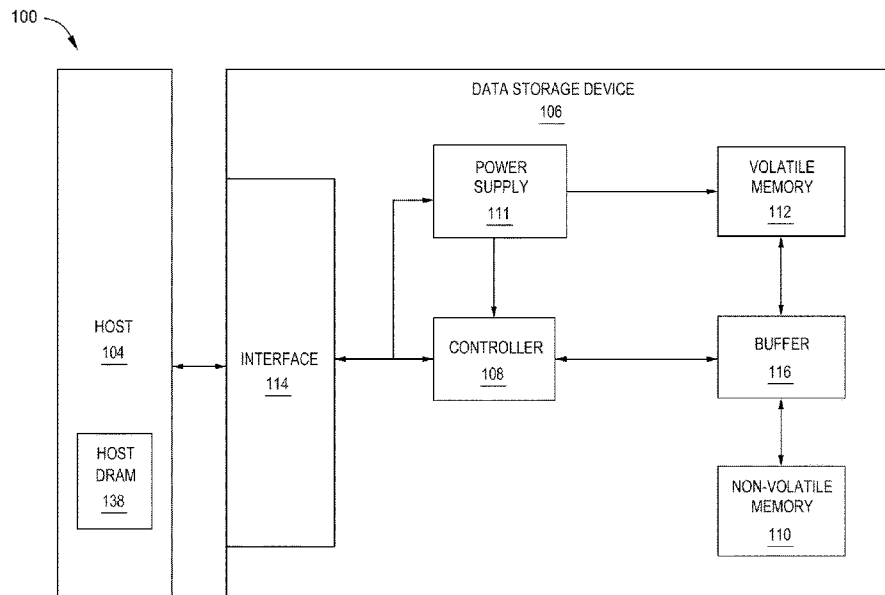 100
DATA STORAGE DEVICE
106
POWER
SUPPLY
111
VOLATILE
MEMORY
112
HOST
104
INTERFACE
114
CONTROLLER
108
BUFFER
116
HOST
DRAM
138
NON-VOLATILE
MEMORY
110